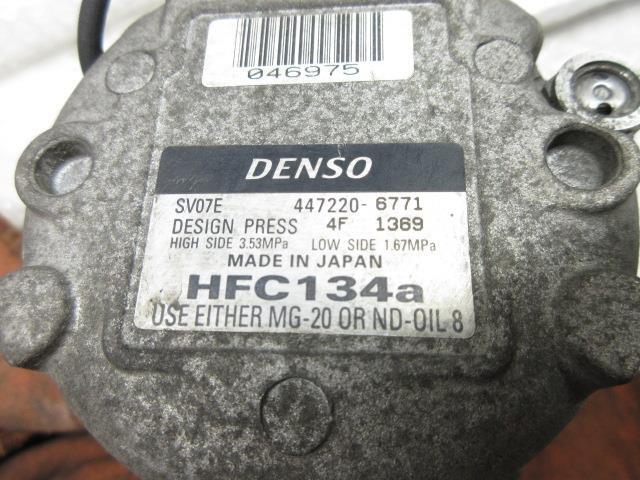 046975
DENSO
SV07E 447220-6771
DESIGN PRESS 4F 1369
HIGH SIDE 3.53MPa LOW SIDE 1.67MPa
MADE IN JAPAN
HFC134a
USE EITHER MG-20 OR ND-OIL 8